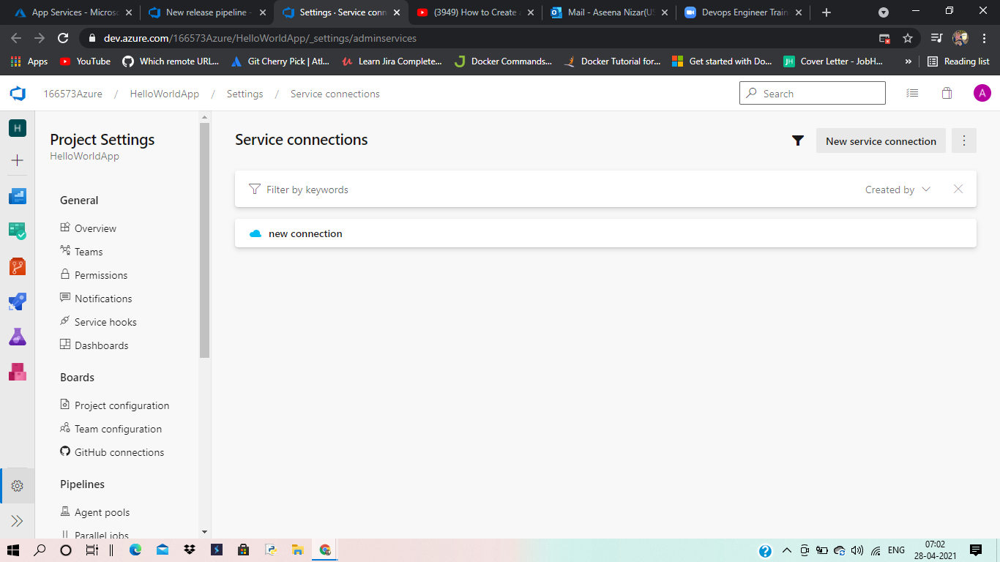 App Services - Microso
New release pipeline -
Settings · Service conn
(3949) How to Create a
Mail - Aseena Nizar(US
Devops Engineer Train
dev.azure.com/166573Azure/HelloWorldApp/_settings/adminservices
Apps
YouTube
Which remote URL...
Git Cherry Pick | Atl...
Learn Jira Complete...
Docker Commands...
Docker Tutorial for...
Get started with Do...
JH
Cover Letter - JobH...
»
Reading list
166573Azure / HelloWorldApp / Settings / Service connections
Search
A
H
Project Settings
HelloWorldApp
General
Overview
Teams
Permissions
Notifications
Service hooks
Dashboards
Boards
Project configuration
Team configuration
GitHub connections
Pipelines
Agent pools
Parallel jobs
Service connections
New service connection
Filter by keywords
Created by
new connection
ENG
07:02
28-04-2021